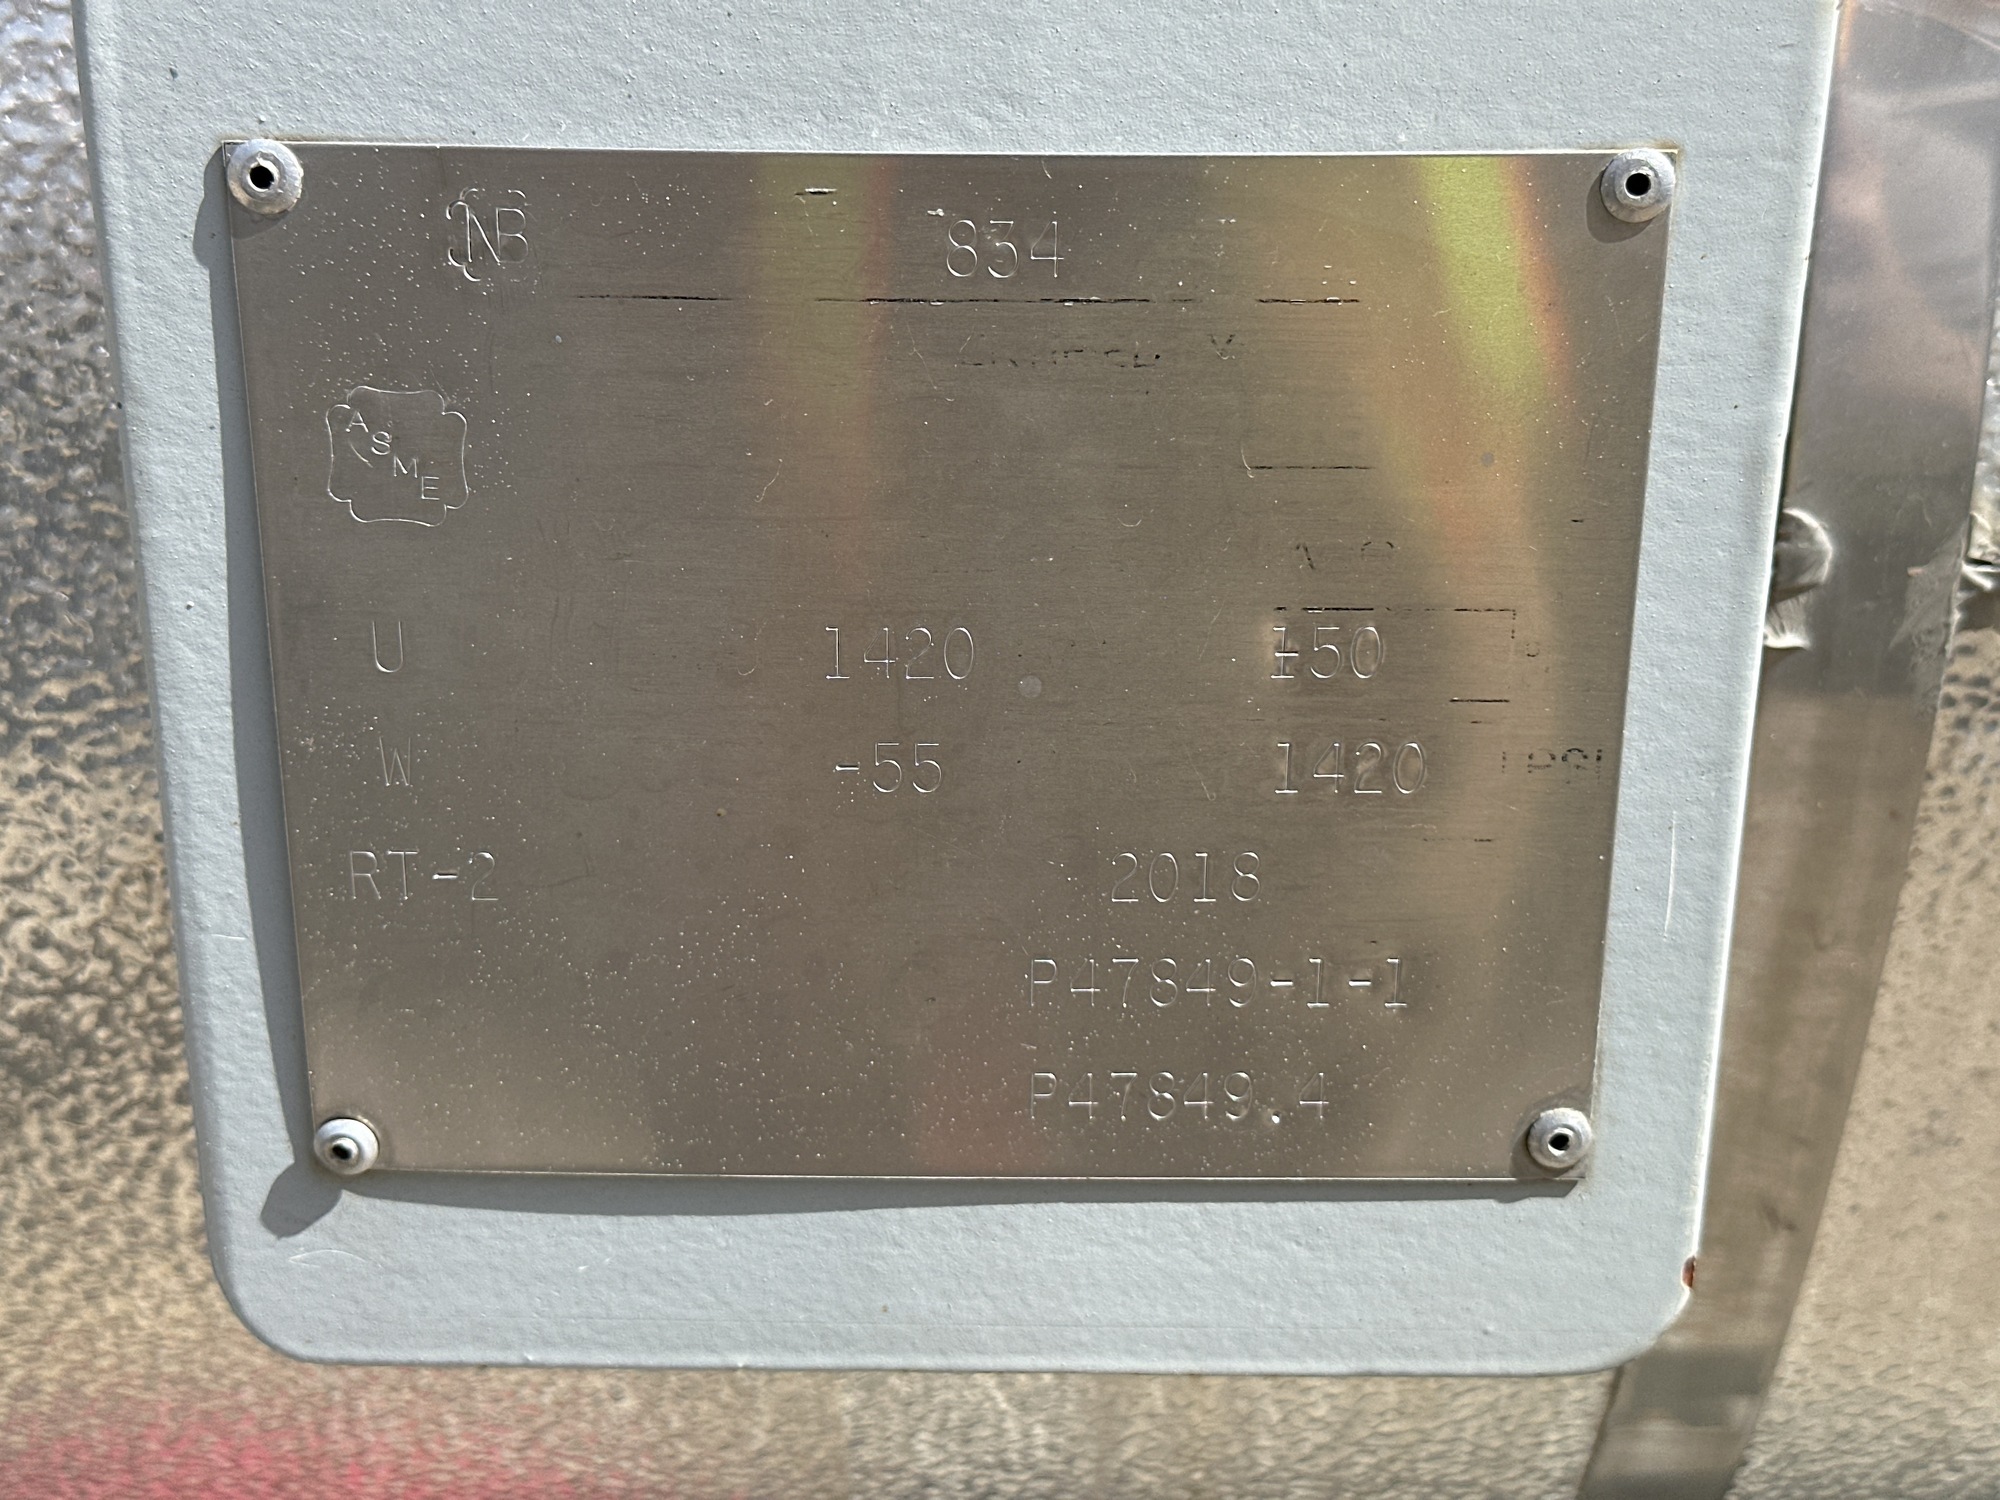 NB 834
ASME
U 1420 150
W -55 1420
RT-2 2018
P47849-1-1
P47849.4